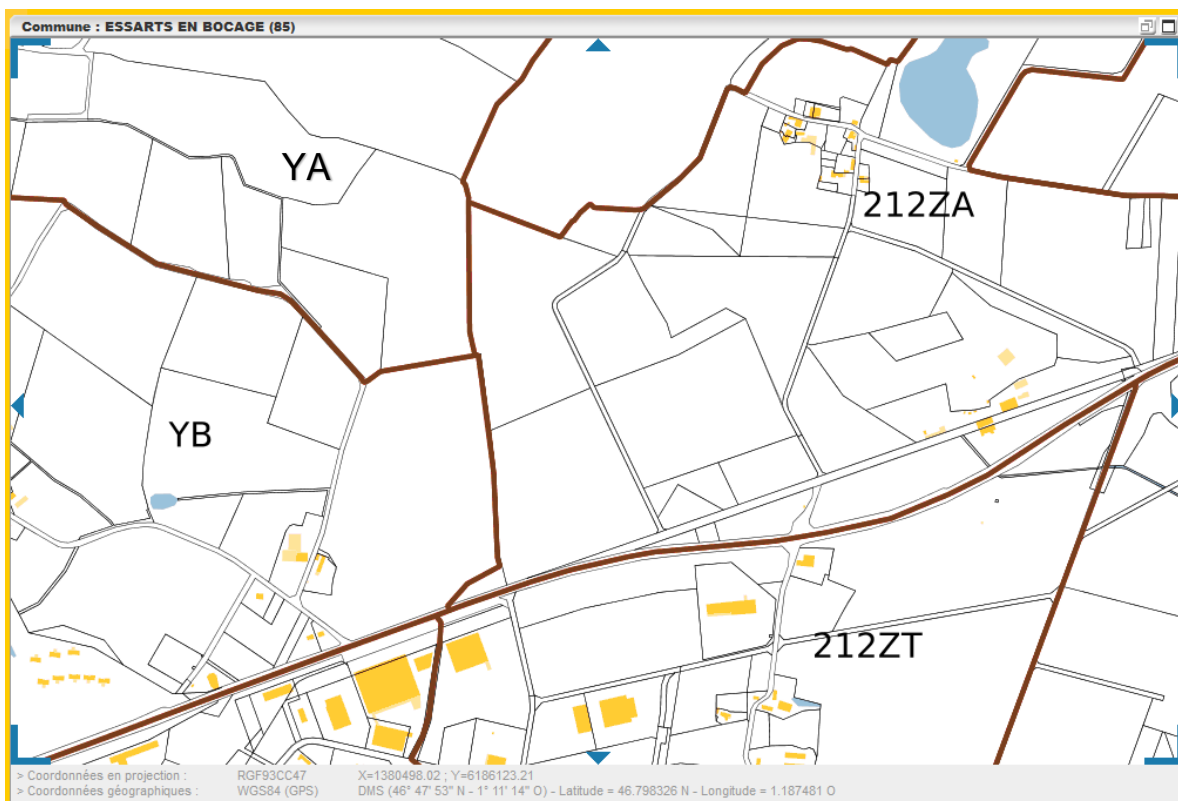 Commune : ESSARTS EN BOCAGE (85)
YA
212ZA
YB
212ZT
> Coordonnées en projection : RGF93CC47 X=1380498.02 ; Y=6186123.21
> Coordonnées géographiques : WGS84 (GPS) DMS (46° 47' 53" N - 1° 11' 14" O) - Latitude = 46.798326 N - Longitude = 1.187481 O